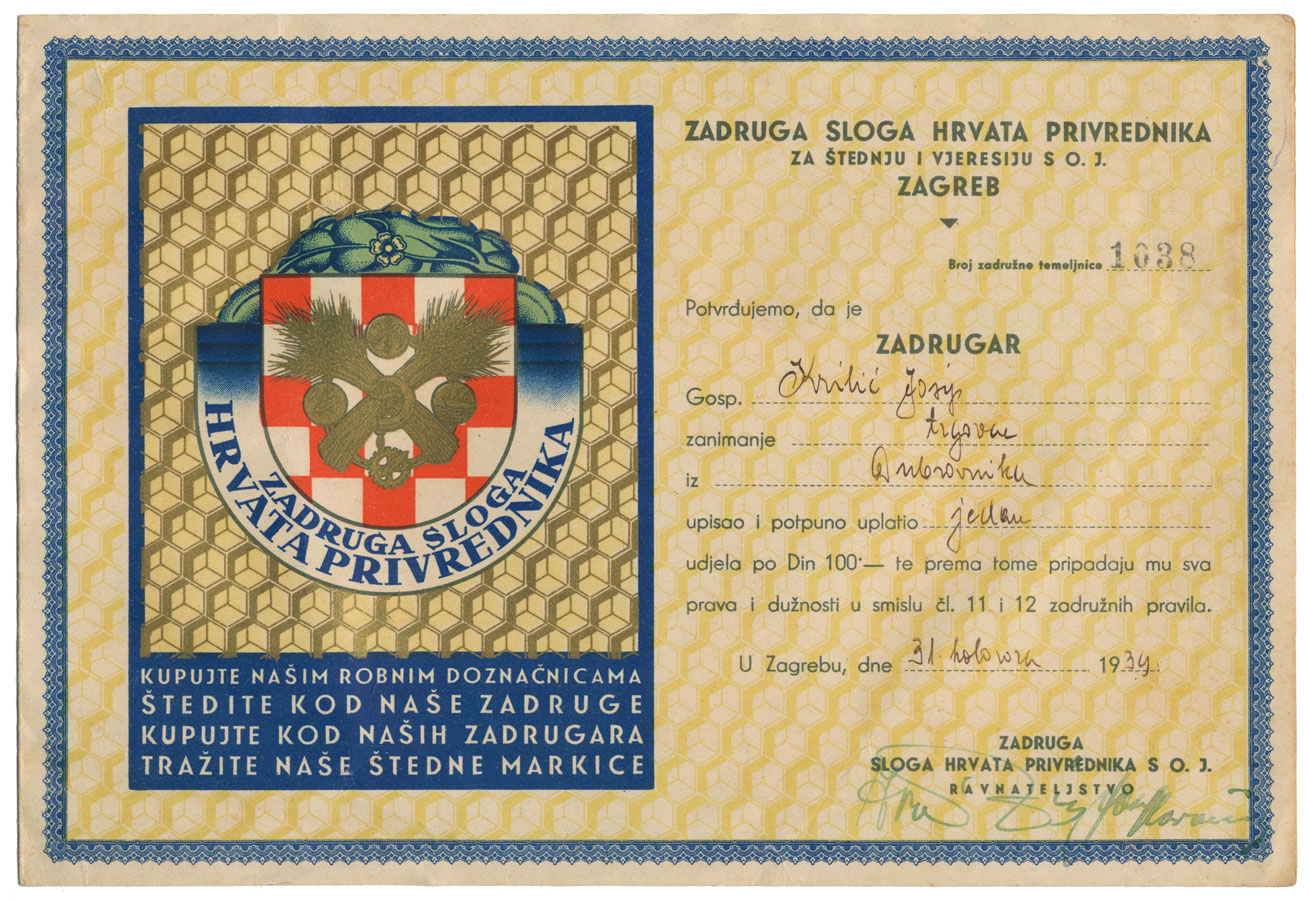 ZADRUGA SLOGA
HRVATA PRIVREDNIKA
KUPUJTE NAŠIM ROBNIM DOZNAČNICAMA
ŠTEDITE KOD NAŠE ZADRUGE
KUPUJTE KOD NAŠIH ZADRUGARA
TRAŽITE NAŠE ŠTEDNE MARKICE
ZADRUGA SLOGA HRVATA PRIVREDNIKA
ZA ŠTEDNJU I VJERESIJU S O. J.
ZAGREB
Broj zadružne temeljnice 1038
Potvrđujemo, da je
ZADRUGAR
Gosp. Krilić Josip
zanimanje trgovac
iz Dubrovnika
upisao i potpuno uplatio jedan
udjela po Din 100·— te prema tome pripadaju mu sva
prava i dužnosti u smislu čl. 11 i 12 zadružnih pravila.
U Zagrebu, dne 31. kolovoza 1939.
ZADRUGA
SLOGA HRVATA PRIVREDNIKA S O. J.
RAVNATELJSTVO